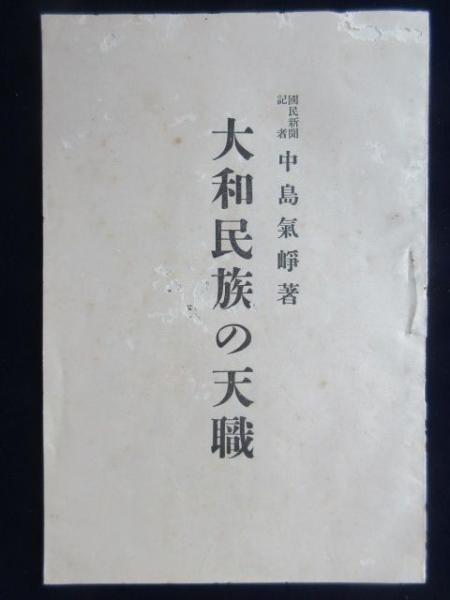 國民新聞記者
中島氣崢著
大和民族の天職